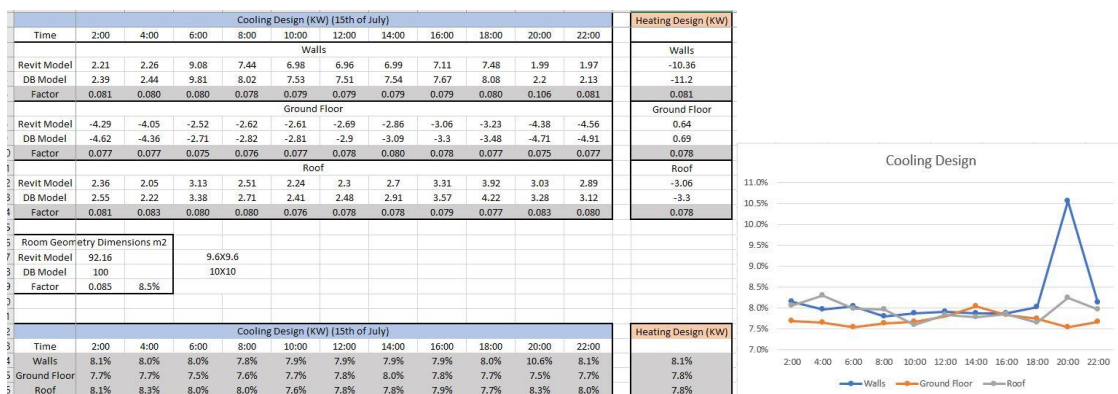 Cooling Design (KW) (15th of July) Heating Design (KW)
Time 2:00 4:00 6:00 8:00 10:00 12:00 14:00 16:00 18:00 20:00 22:00
Walls Walls
Revit Model 2.21 2.26 9.08 7.44 6.98 6.96 6.99 7.11 7.48 1.99 1.97 -10.36
DB Model 2.39 2.44 9.81 8.02 7.53 7.51 7.54 7.67 8.08 2.2 2.13 -11.2
Factor 0.081 0.080 0.080 0.078 0.079 0.079 0.079 0.079 0.080 0.106 0.081 0.081
Ground Floor Ground Floor
Revit Model -4.29 -4.05 -2.52 -2.62 -2.61 -2.69 -2.86 -3.06 -3.23 -4.38 -4.56 0.64
DB Model -4.62 -4.36 -2.71 -2.82 -2.81 -2.9 -3.09 -3.3 -3.48 -4.71 -4.91 0.69
Factor 0.077 0.077 0.075 0.076 0.077 0.078 0.080 0.078 0.077 0.075 0.077 0.078
Roof Roof
Revit Model 2.36 2.05 3.13 2.51 2.24 2.3 2.7 3.31 3.92 3.03 2.89 -3.06
DB Model 2.55 2.22 3.38 2.71 2.41 2.48 2.91 3.57 4.22 3.28 3.12 -3.3
Factor 0.081 0.083 0.080 0.080 0.076 0.078 0.078 0.079 0.077 0.083 0.080 0.078
Room Geometry Dimensions m2
Revit Model 92.16 9.6X9.6
DB Model 100 10X10
Factor 0.085 8.5%
Cooling Design (KW) (15th of July) Heating Design (KW)
Time 2:00 4:00 6:00 8:00 10:00 12:00 14:00 16:00 18:00 20:00 22:00
Walls 8.1% 8.0% 8.0% 7.8% 7.9% 7.9% 7.9% 7.9% 8.0% 10.6% 8.1% 8.1%
Ground Floor 7.7% 7.7% 7.5% 7.6% 7.7% 7.8% 8.0% 7.8% 7.7% 7.5% 7.7% 7.8%
Roof 8.1% 8.3% 8.0% 8.0% 7.6% 7.8% 7.8% 7.9% 7.7% 8.3% 8.0% 7.8%
Cooling Design
11.0%
10.5%
10.0%
9.5%
9.0%
8.5%
8.0%
7.5%
7.0%
2:00 4:00 6:00 8:00 10:00 12:00 14:00 16:00 18:00 20:00 22:00
Walls Ground Floor Roof